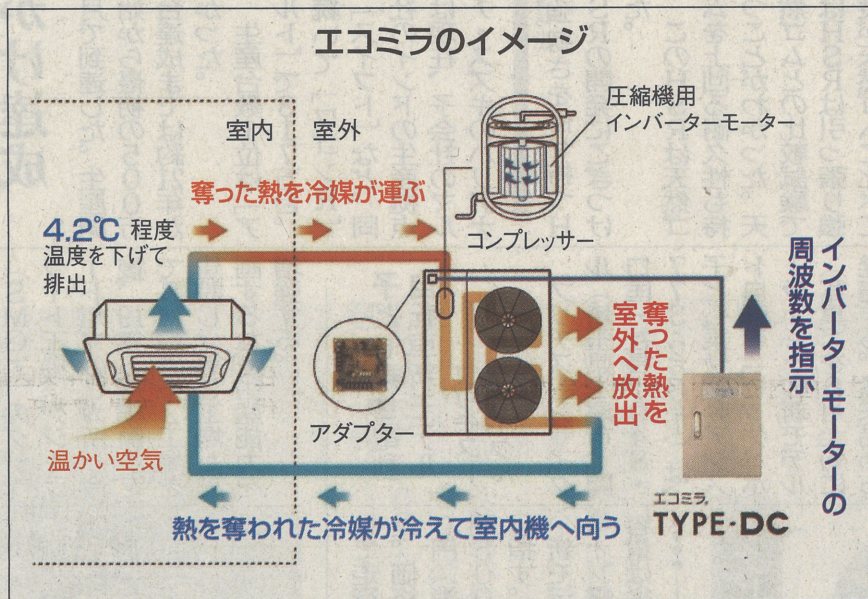 エコミラのイメージ
室内
室外
圧縮機用
インバーターモーター
コンプレッサー
奪った熱を冷媒が運ぶ
4.2℃ 程度
温度を下げて
排出
温かい空気
アダプター
奪った熱を
室外へ放出
インバーターモーターの
周波数を指示
エコミラ®
TYPE-DC
熱を奪われた冷媒が冷えて室内機へ向う